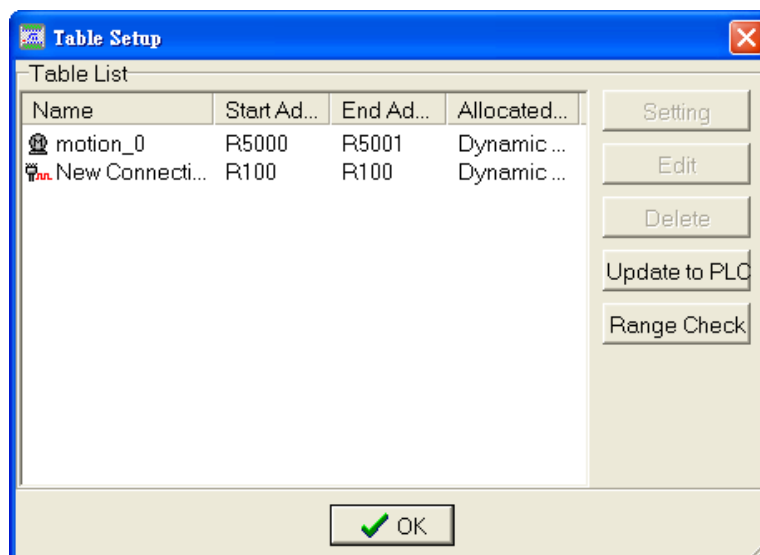 Table Setup
Table List
Name Start Ad... End Ad... Allocated...
motion_0 R5000 R5001 Dynamic ...
New Connecti... R100 R100 Dynamic ...
Setting
Edit
Delete
Update to PLC
Range Check
OK